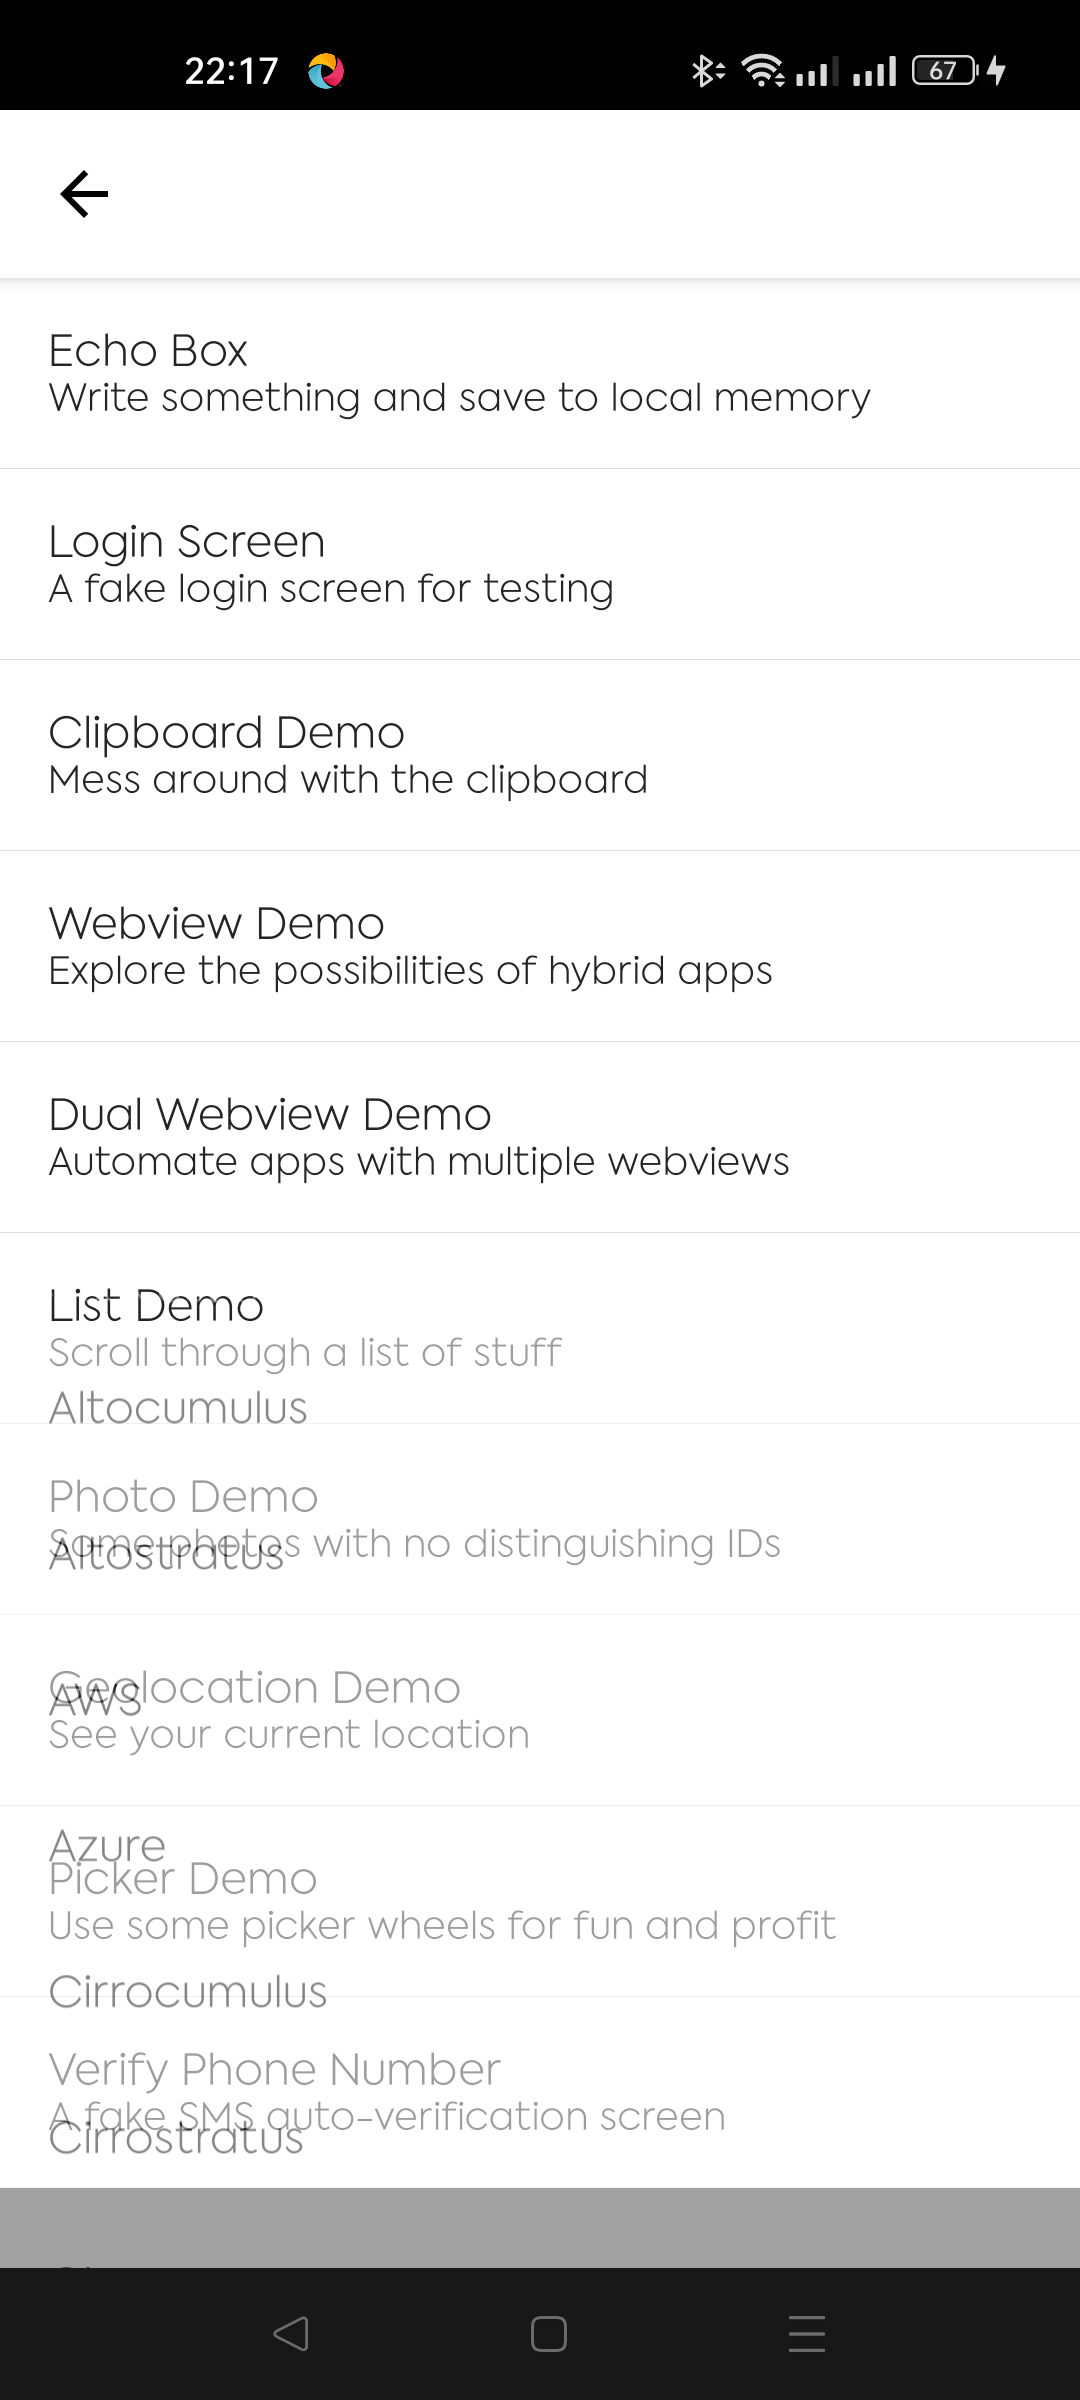 22:17
67
Echo Box
Write something and save to local memory
Login Screen
A fake login screen for testing
Clipboard Demo
Mess around with the clipboard
Webview Demo
Explore the possibilities of hybrid apps
Dual Webview Demo
Automate apps with multiple webviews
List Demo
Scroll through a list of stuff
Altocumulus
Photo Demo
Some photos with no distinguishing IDs
Altostratus
Geolocation Demo
AWS
See your current location
Azure
Picker Demo
Use some picker wheels for fun and profit
Cirrocumulus
Verify Phone Number
A fake SMS auto-verification screen
Cirrostratus